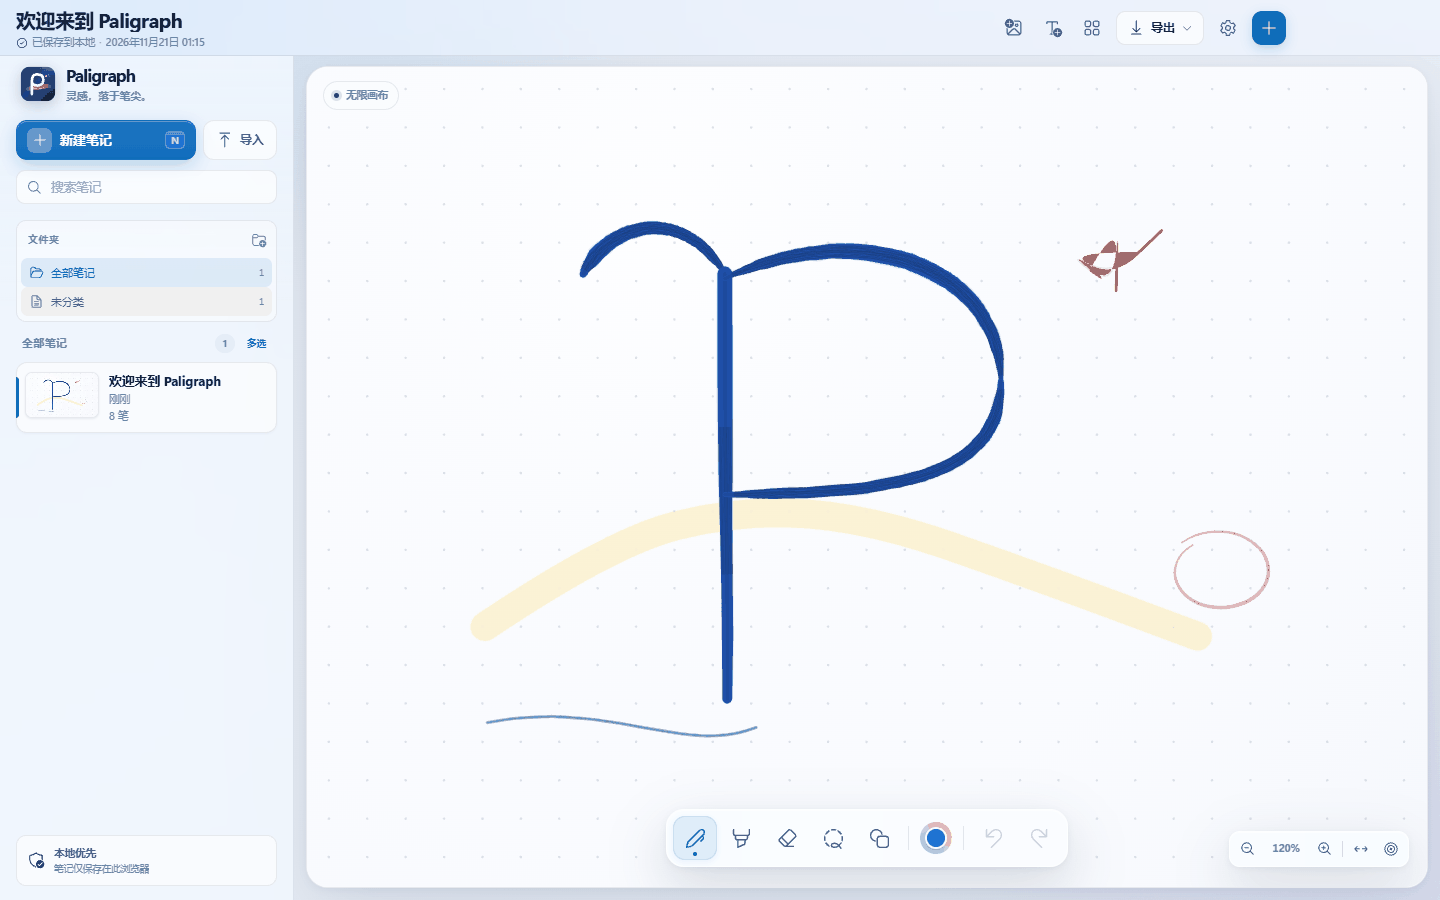 欢迎来到 Paligraph
已保存到本地 · 2026年11月21日 01:15
导出
Paligraph
灵感，落于笔尖。
新建笔记 N
导入
搜索笔记
文件夹
全部笔记 1
未分类 1
全部笔记 1 多选
欢迎来到 Paligraph
刚刚
8 笔
本地优先
笔记仅保存在此浏览器
无限画布
120%